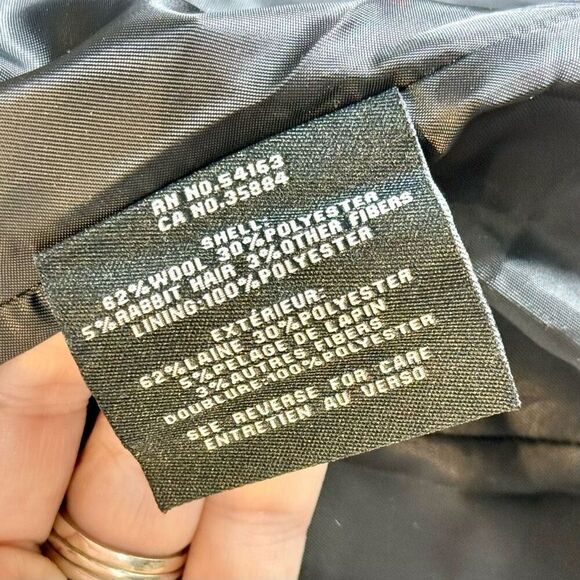 RN NO.54163
CA NO.35884
SHELL:
62%WOOL 30%POLYESTER
5%RABBIT HAIR 3%OTHER FIBERS
LINING:100%POLYESTER
EXTÉRIEUR:
62%LAINE 30%POLYESTER
5%PELAGE DE LAPIN
3%AUTRES FIBERS
DOUBLURE:100%POLYESTER
SEE REVERSE FOR CARE
ENTRETIEN AU VERSO